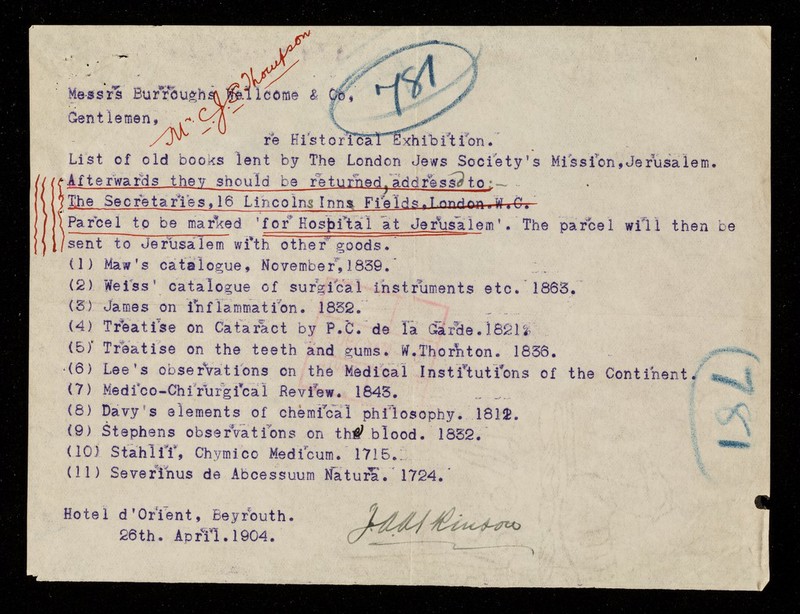 Mr. C.J.S. Thompson
781
Messrs Burroughs Wellcome & Co,
Gentlemen,
re Historical Exhibition.
List of old books lent by The London Jews Society's Mission,Jerusalem.
Afterwards they should be returned,addressd to:-
The Secretaries,16 Lincolns Inns Fields.London.W.C.
Parcel to be marked 'for Hospital at Jerusalem'. The parcel will then be
sent to Jerusalem with other goods.
(1) Maw's catalogue, November,1839.
(2) Weiss' catalogue of surgical instruments etc. 1863.
(3) James on inflammation. 1832.
(4) Treatise on Cataract by P.C. de la Garde.1821.
(5) Treatise on the teeth and gums. W.Thornton. 1836.
(6) Lee's observations on the Medical Institutions of the Continent.
(7) Medico-Chirurgical Review. 1843.
(8) Davy's elements of chemical philosophy. 1812.
(9) Stephens observations on the blood. 1832.
(10) Stahlii, Chymico Medicum. 1715.
(11) Severinus de Abcessuum Natura. 1724.
781
Hotel d'Orient, Beyrouth.
26th. April.1904.